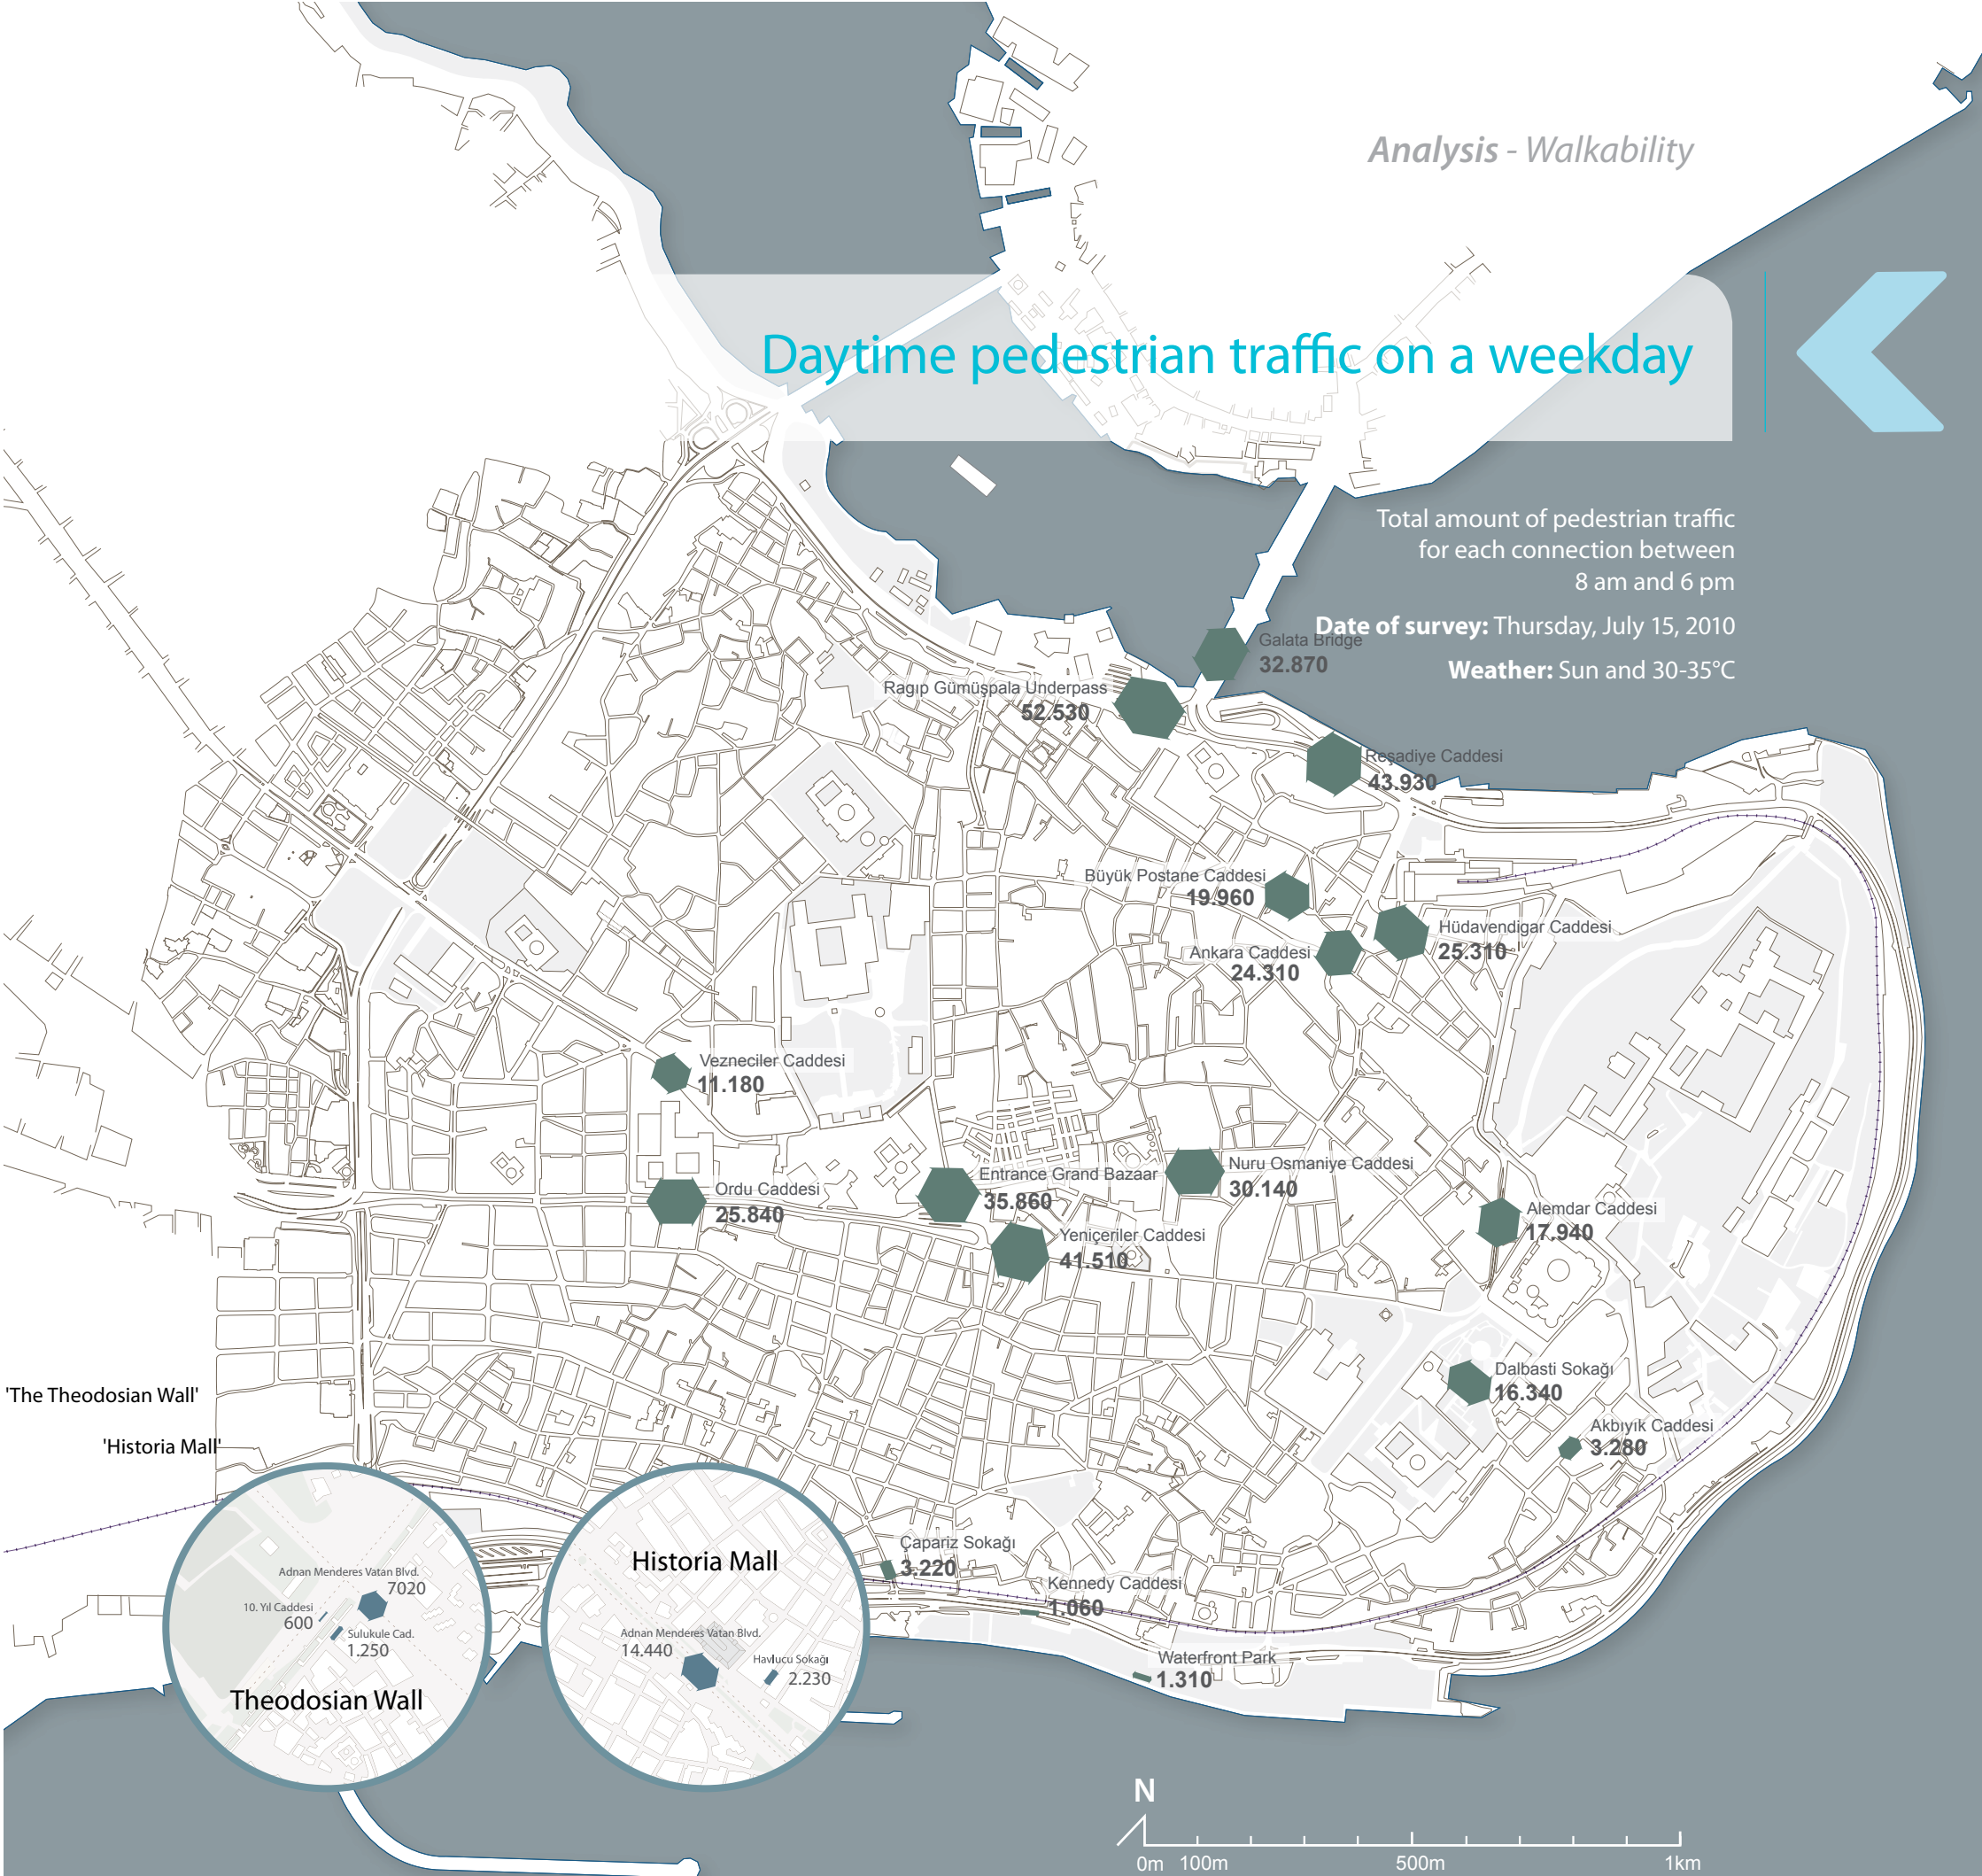 Analysis - Walkability
Daytime pedestrian traffic on a weekday
Total amount of pedestrian traffic
for each connection between
8 am and 6 pm
Date of survey: Thursday, July 15, 2010
Weather: Sun and 30-35°C
Galata Bridge
32.870
Ragıp Gümüşpala Underpass
52.530
Reşadiye Caddesi
43.930
Büyük Postane Caddesi
19.960
Hüdavendigar Caddesi
25.310
Ankara Caddesi
24.310
Vezneciler Caddesi
11.180
Nuru Osmaniye Caddesi
30.140
Entrance Grand Bazaar
35.860
Ordu Caddesi
25.840
Alemdar Caddesi
17.940
Yeniçeriler Caddesi
41.510
Dalbasti Sokağı
16.340
'The Theodosian Wall'
Akbıyık Caddesi
3.280
'Historia Mall'
Çapariz Sokağı
3.220
Kennedy Caddesi
1.060
Waterfront Park
1.310
Adnan Menderes Vatan Blvd.
7020
10. Yıl Caddesi
600
Sulukule Cad.
1.250
Theodosian Wall
Historia Mall
Adnan Menderes Vatan Blvd.
14.440
Havlucu Sokağı
2.230
N
0m 100m 500m 1km